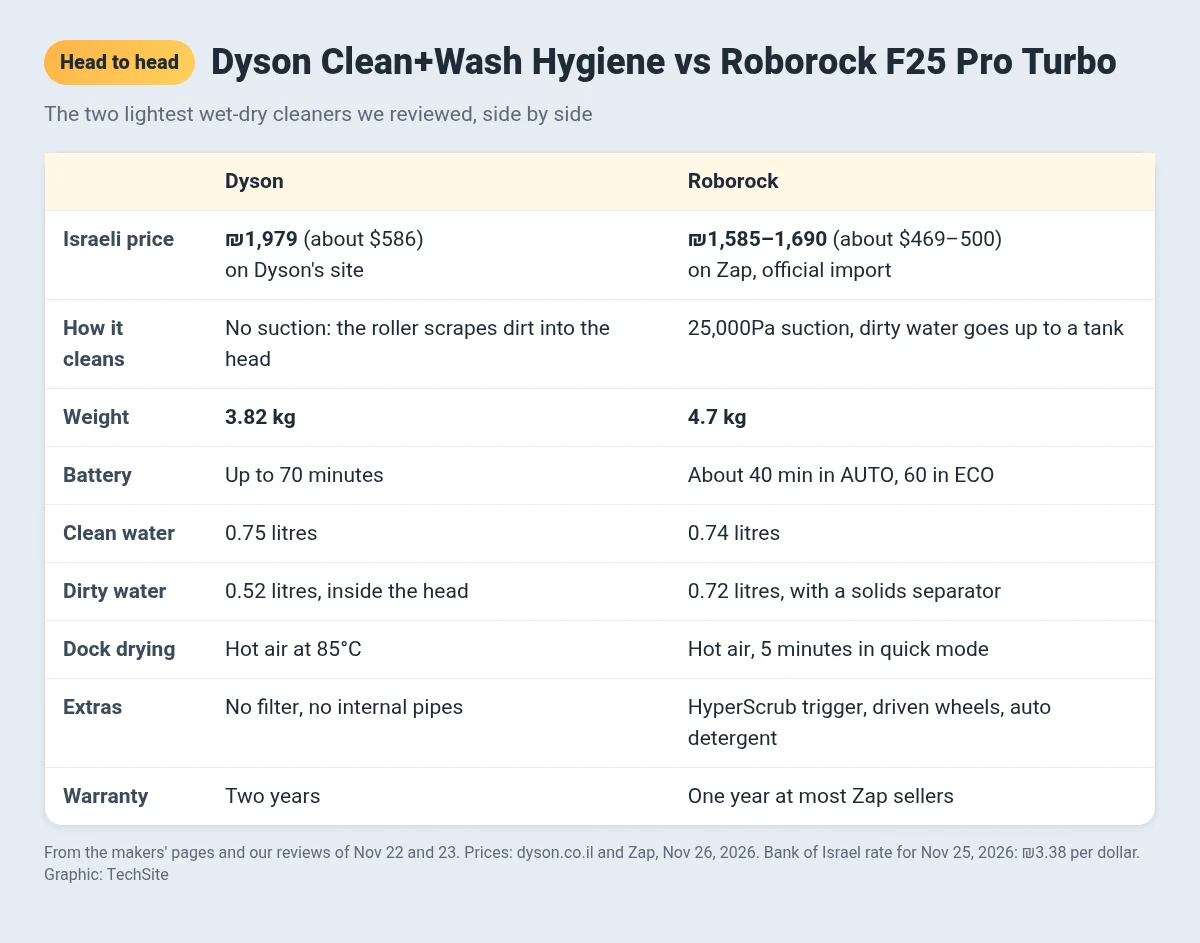 Head to head
Dyson Clean+Wash Hygiene vs Roborock F25 Pro Turbo
The two lightest wet-dry cleaners we reviewed, side by side
Dyson
Roborock
Israeli price
₪1,979 (about $586)
on Dyson's site
₪1,585–1,690 (about $469–500)
on Zap, official import
How it
cleans
No suction: the roller scrapes dirt into the
head
25,000Pa suction, dirty water goes up to a tank
Weight
3.82 kg
4.7 kg
Battery
Up to 70 minutes
About 40 min in AUTO, 60 in ECO
Clean water
0.75 litres
0.74 litres
Dirty water
0.52 litres, inside the head
0.72 litres, with a solids separator
Dock drying
Hot air at 85°C
Hot air, 5 minutes in quick mode
Extras
No filter, no internal pipes
HyperScrub trigger, driven wheels, auto
detergent
Warranty
Two years
One year at most Zap sellers
From the makers' pages and our reviews of Nov 22 and 23. Prices: dyson.co.il and Zap, Nov 26, 2026. Bank of Israel rate for Nov 25, 2026: ₪3.38 per dollar.
Graphic: TechSite